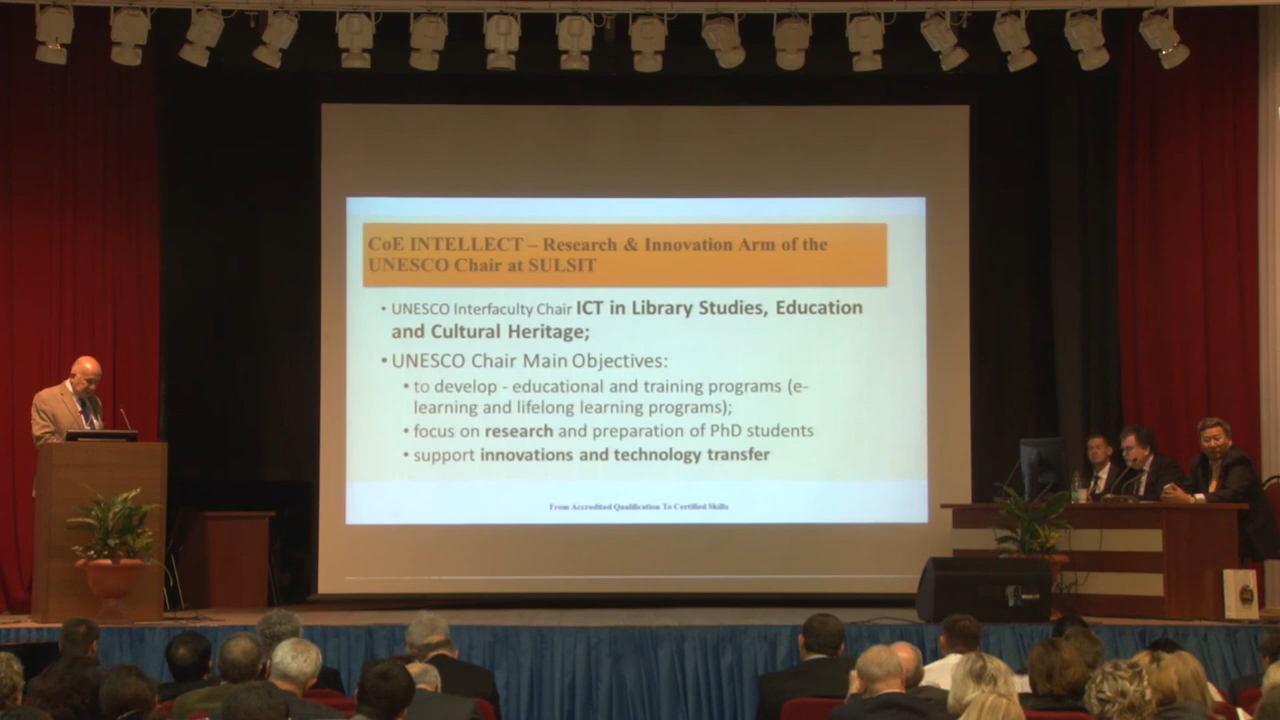 CoE INTELLECT – Research & Innovation Arm of the
UNESCO Chair at SULSIT
• UNESCO Interfaculty Chair ICT in Library Studies, Education
and Cultural Heritage;
• UNESCO Chair Main Objectives:
• to develop - educational and training programs (e-
learning and lifelong learning programs);
• focus on research and preparation of PhD students
• support innovations and technology transfer
From Accredited Qualification To Certified Skills